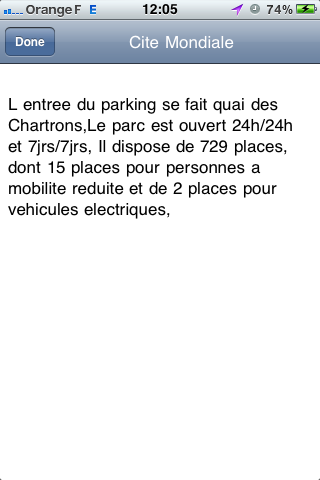 Orange F E 12:05 74%
Done Cite Mondiale
L entree du parking se fait quai des
Chartrons,Le parc est ouvert 24h/24h
et 7jrs/7jrs, Il dispose de 729 places,
dont 15 places pour personnes a
mobilite reduite et de 2 places pour
vehicules electriques,